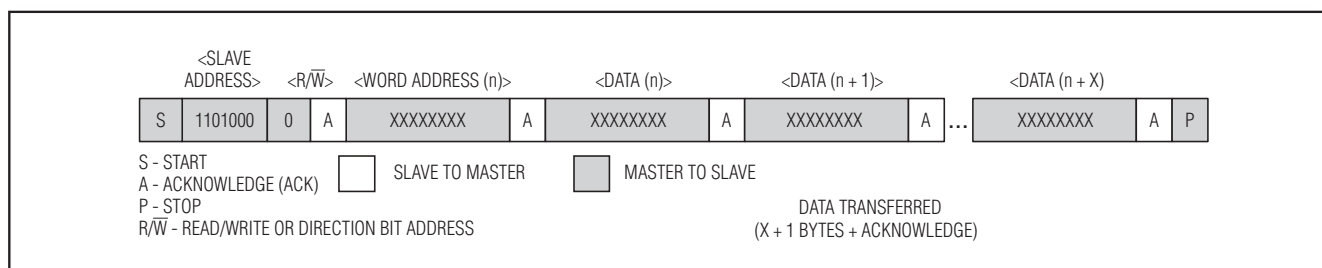 <SLAVE
ADDRESS> <R/W̅> <WORD ADDRESS (n)> <DATA (n)> <DATA (n + 1)> <DATA (n + X)
S 1101000 0 A XXXXXXXX A XXXXXXXX A XXXXXXXX A ... XXXXXXXX A P
S - START
A - ACKNOWLEDGE (ACK) SLAVE TO MASTER MASTER TO SLAVE
P - STOP
R/W̅ - READ/WRITE OR DIRECTION BIT ADDRESS
DATA TRANSFERRED
(X + 1 BYTES + ACKNOWLEDGE)